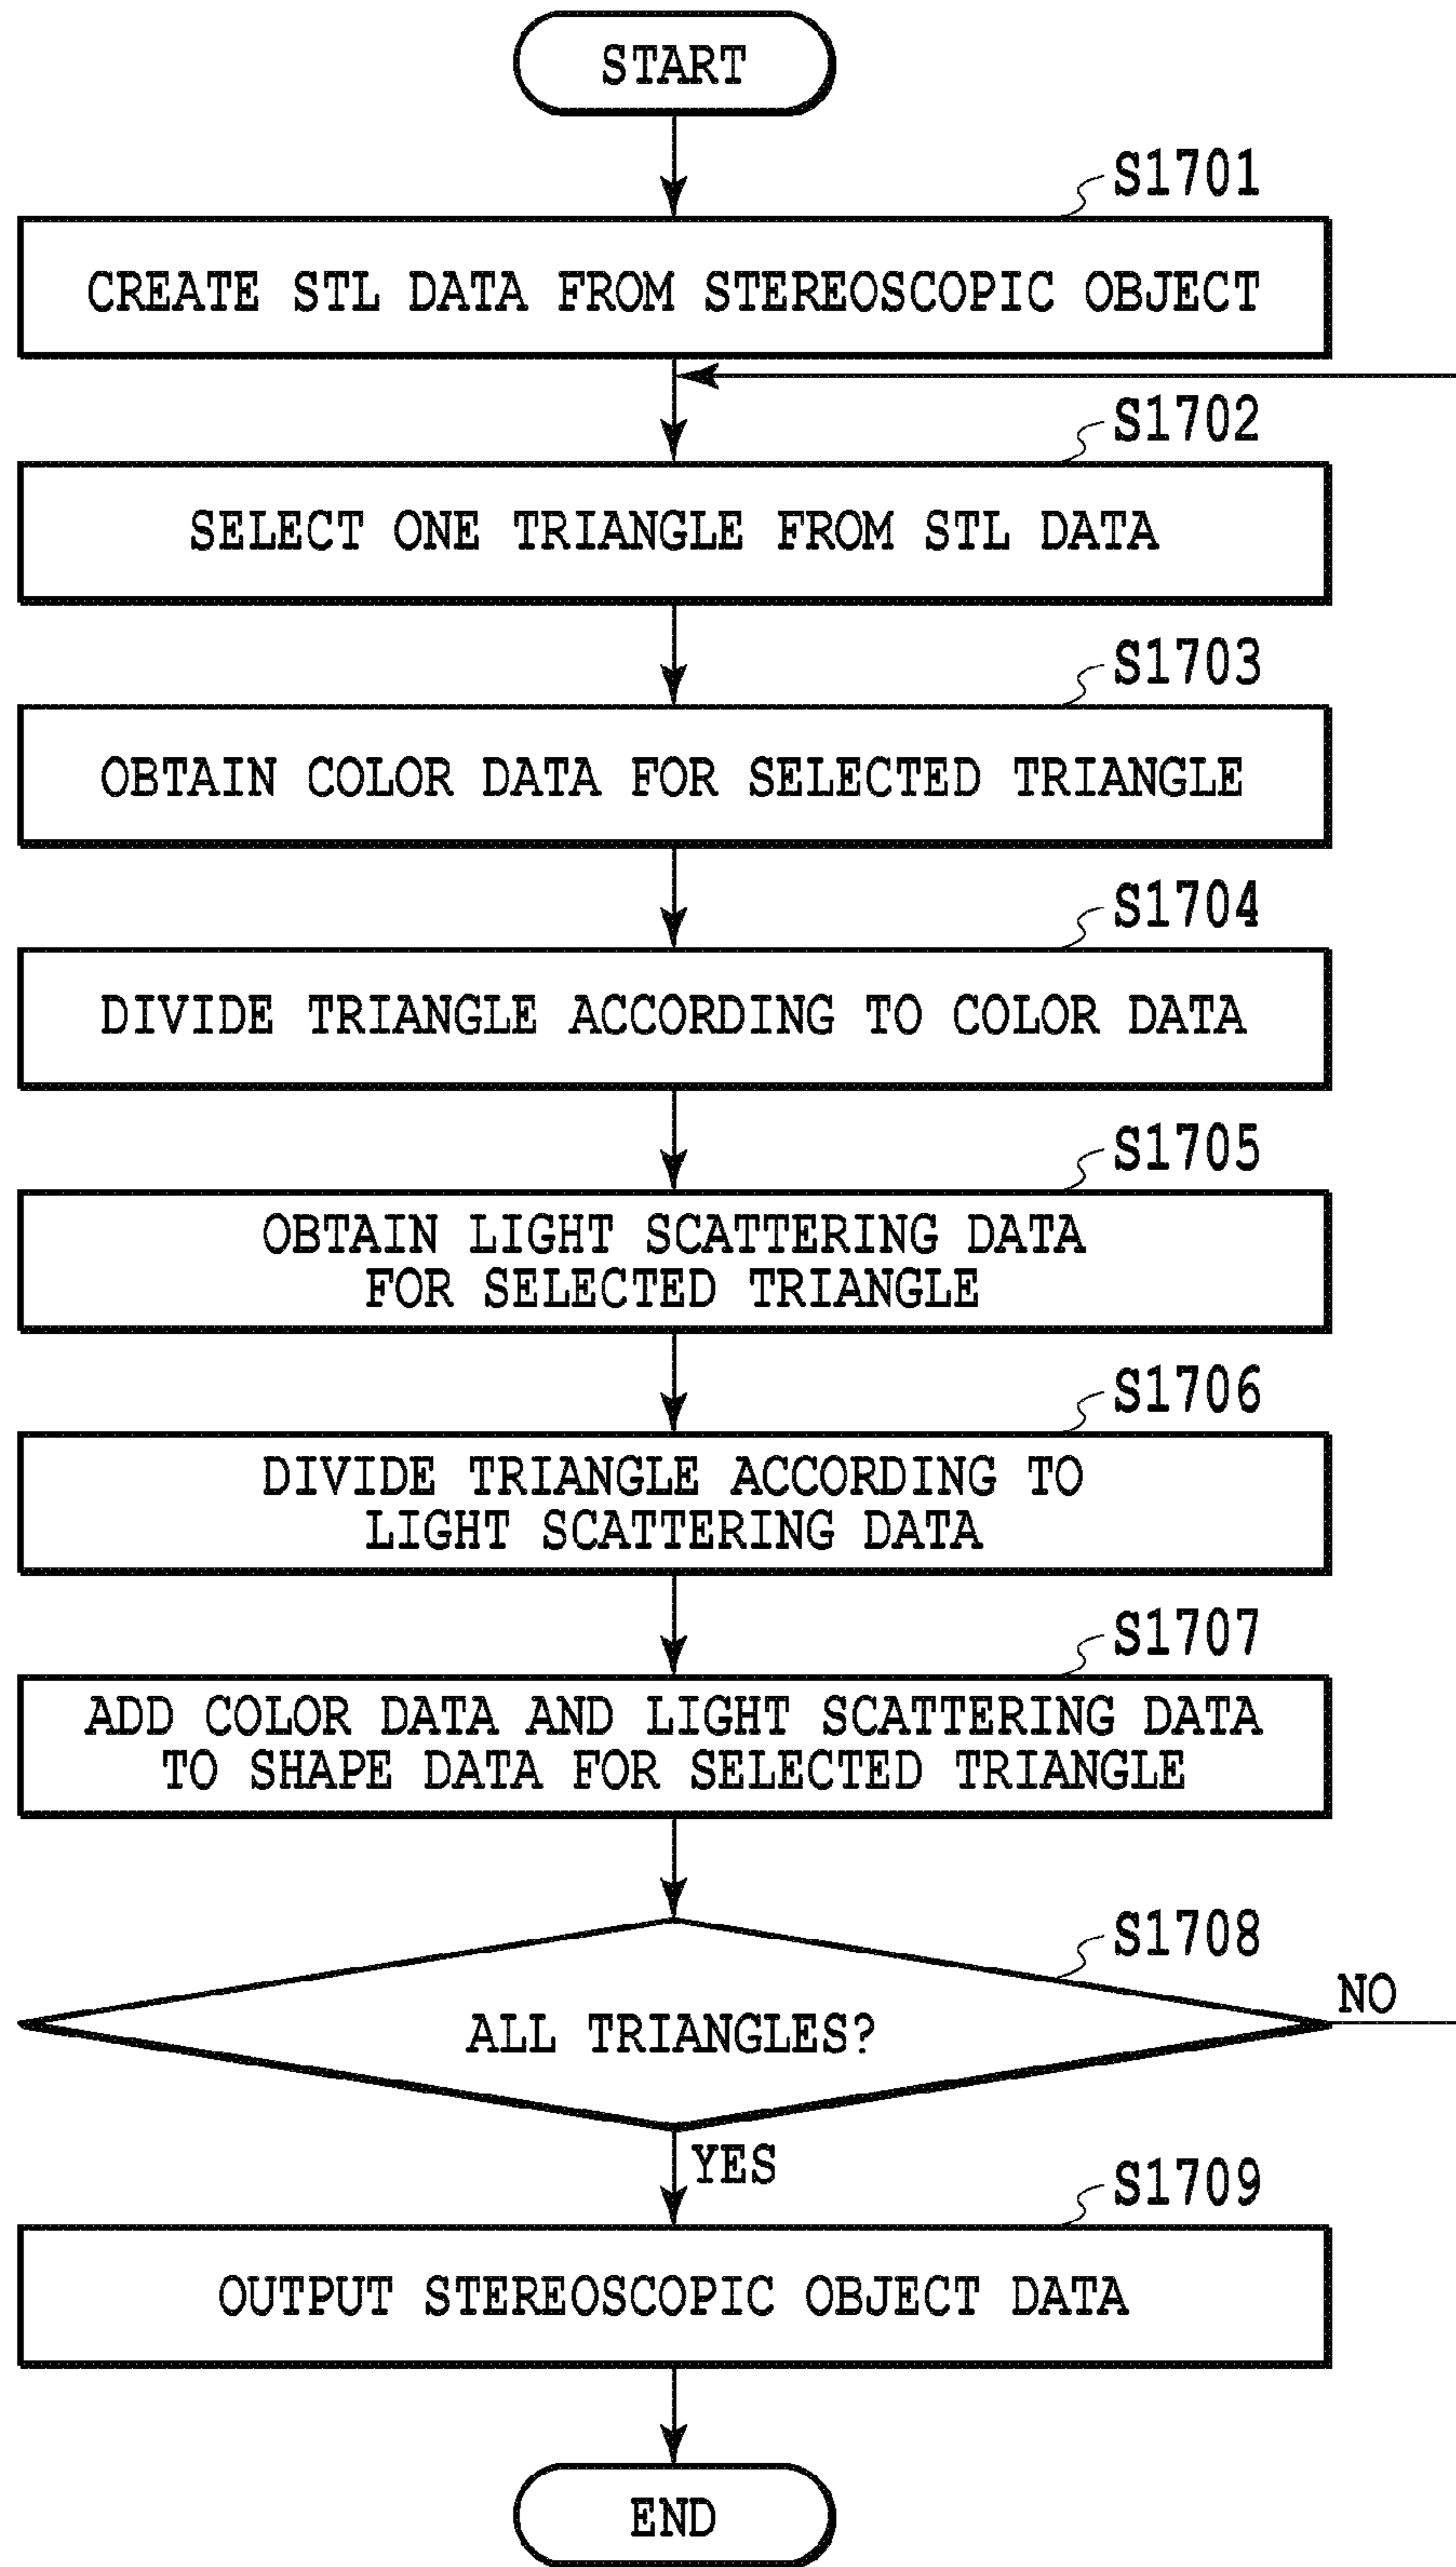 START
S1701
CREATE STL DATA FROM STEREOSCOPIC OBJECT
S1702
SELECT ONE TRIANGLE FROM STL DATA
S1703
OBTAIN COLOR DATA FOR SELECTED TRIANGLE
S1704
DIVIDE TRIANGLE ACCORDING TO COLOR DATA
S1705
OBTAIN LIGHT SCATTERING DATA
FOR SELECTED TRIANGLE
S1706
DIVIDE TRIANGLE ACCORDING TO
LIGHT SCATTERING DATA
S1707
ADD COLOR DATA AND LIGHT SCATTERING DATA
TO SHAPE DATA FOR SELECTED TRIANGLE
S1708
NO
ALL TRIANGLES?
YES
S1709
OUTPUT STEREOSCOPIC OBJECT DATA
END